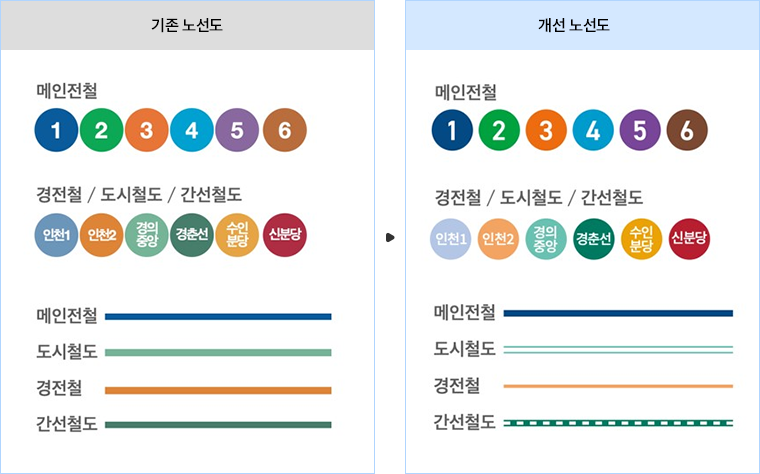 기존 노선도
메인전철
1 2 3 4 5 6
경전철 / 도시철도 / 간선철도
인천1 인천2 경의중앙 경춘선 수인분당 신분당
메인전철
도시철도
경전철
간선철도
개선 노선도
메인전철
1 2 3 4 5 6
경전철 / 도시철도 / 간선철도
인천1 인천2 경의중앙 경춘선 수인분당 신분당
메인전철
도시철도
경전철
간선철도